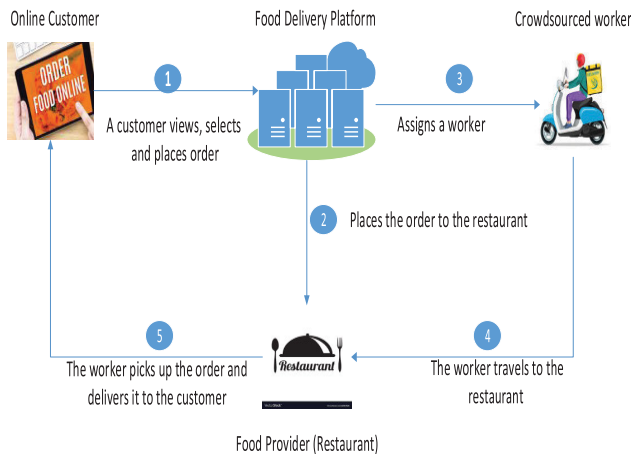 Online Customer
Food Delivery Platform
Crowdsourced worker
ORDER
FOOD ONLINE
1
A customer views, selects
and places order
3
Assigns a worker
2
Places the order to the restaurant
5
The worker picks up the order and
delivers it to the customer
Restaurant
4
The worker travels to the
restaurant
Food Provider (Restaurant)